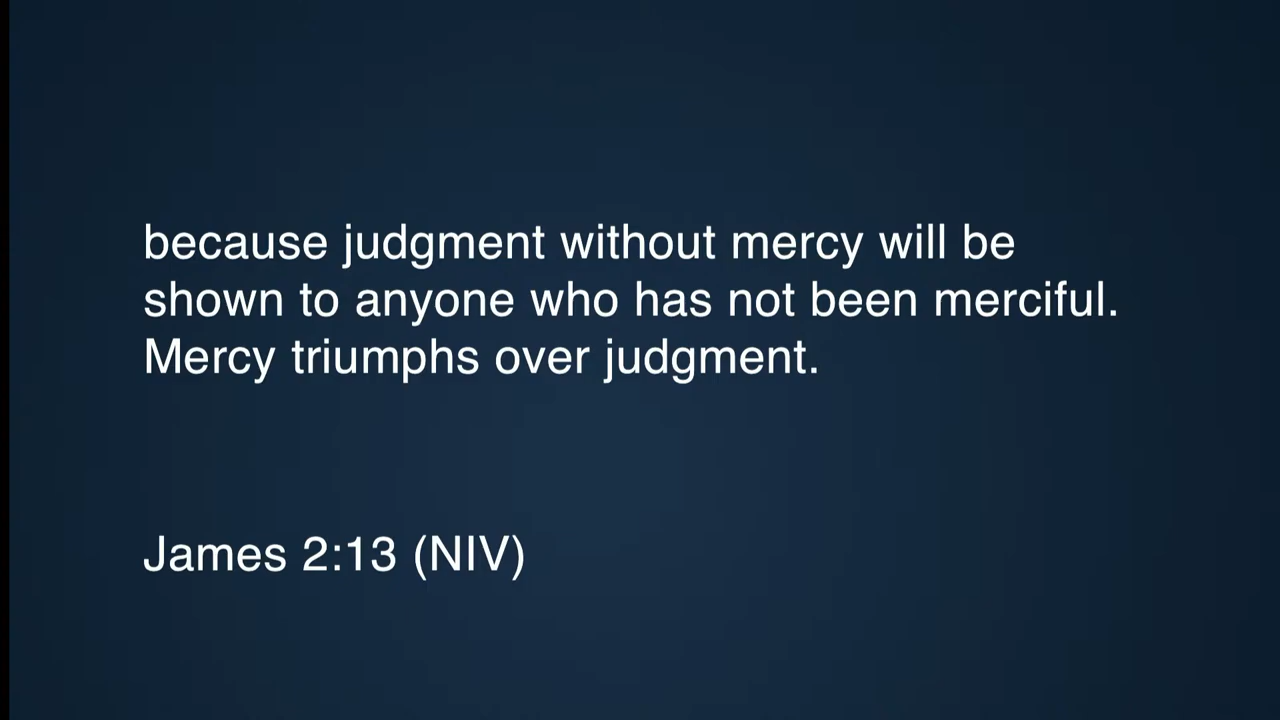 because judgment without mercy will be
shown to anyone who has not been merciful.
Mercy triumphs over judgment.
James 2:13 (NIV)